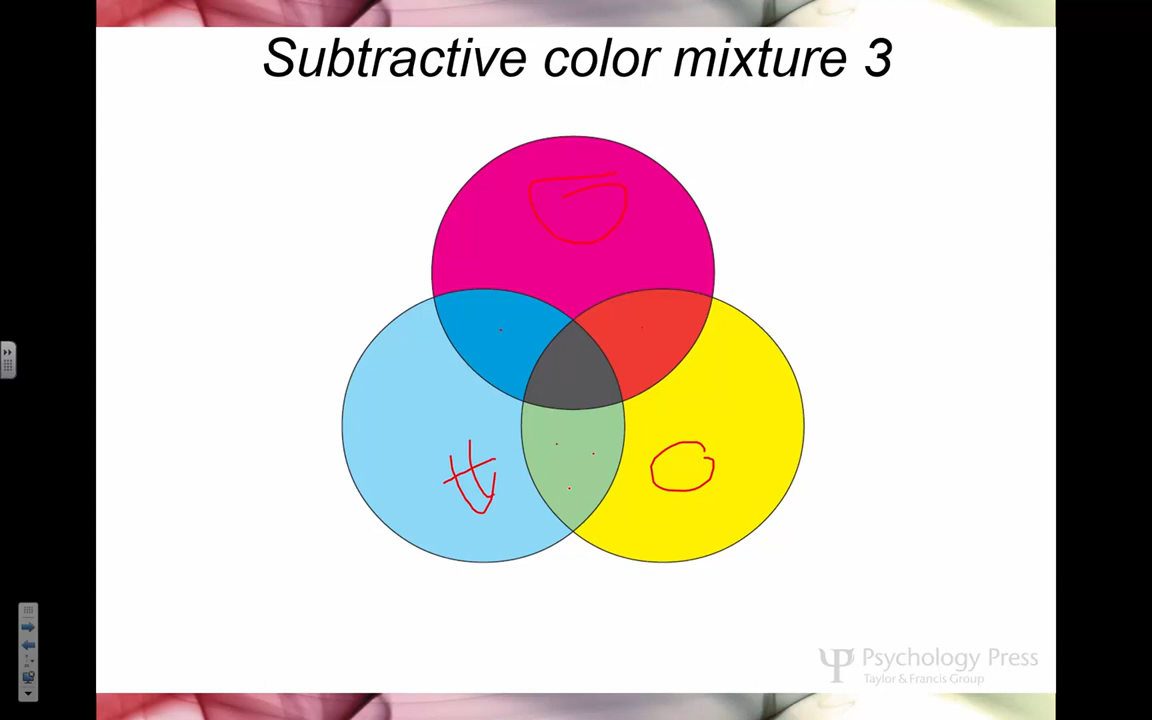 Subtractive color mixture 3
Psychology Press
Taylor & Francis Group